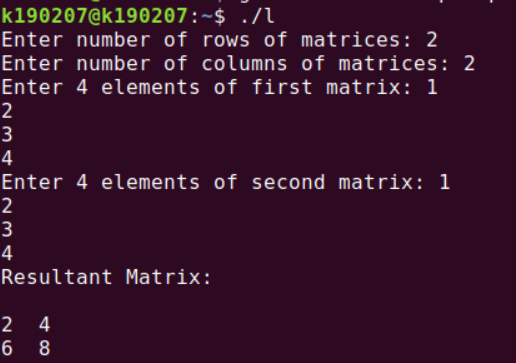 k190207@k190207:~$ ./l
Enter number of rows of matrices: 2
Enter number of columns of matrices: 2
Enter 4 elements of first matrix: 1
2
3
4
Enter 4 elements of second matrix: 1
2
3
4
Resultant Matrix:
2  4
6  8